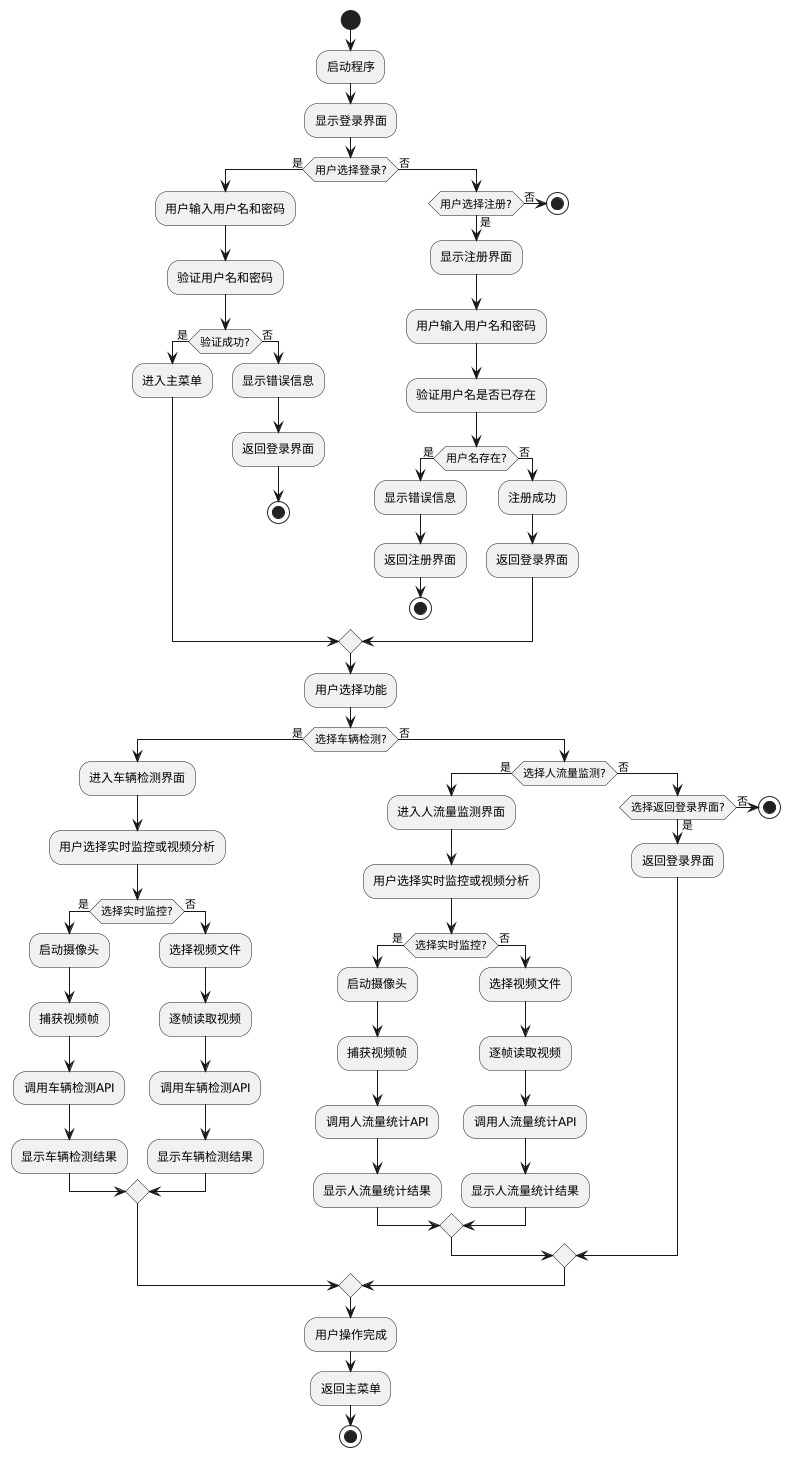 启动程序
显示登录界面
是
用户选择登录?
否
用户输入用户名和密码
验证用户名和密码
是
验证成功?
否
进入主菜单
显示错误信息
返回登录界面
用户选择注册?
否
是
显示注册界面
用户输入用户名和密码
验证用户名是否已存在
是
用户名存在?
否
显示错误信息
注册成功
返回注册界面
返回登录界面
用户选择功能
是
选择车辆检测?
否
进入车辆检测界面
用户选择实时监控或视频分析
是
选择实时监控?
否
启动摄像头
选择视频文件
捕获视频帧
逐帧读取视频
调用车辆检测API
调用车辆检测API
显示车辆检测结果
显示车辆检测结果
是
选择人流量监测?
否
进入人流量监测界面
用户选择实时监控或视频分析
是
选择实时监控?
否
启动摄像头
选择视频文件
捕获视频帧
逐帧读取视频
调用人流量统计API
调用人流量统计API
显示人流量统计结果
显示人流量统计结果
选择返回登录界面?
否
是
返回登录界面
用户操作完成
返回主菜单